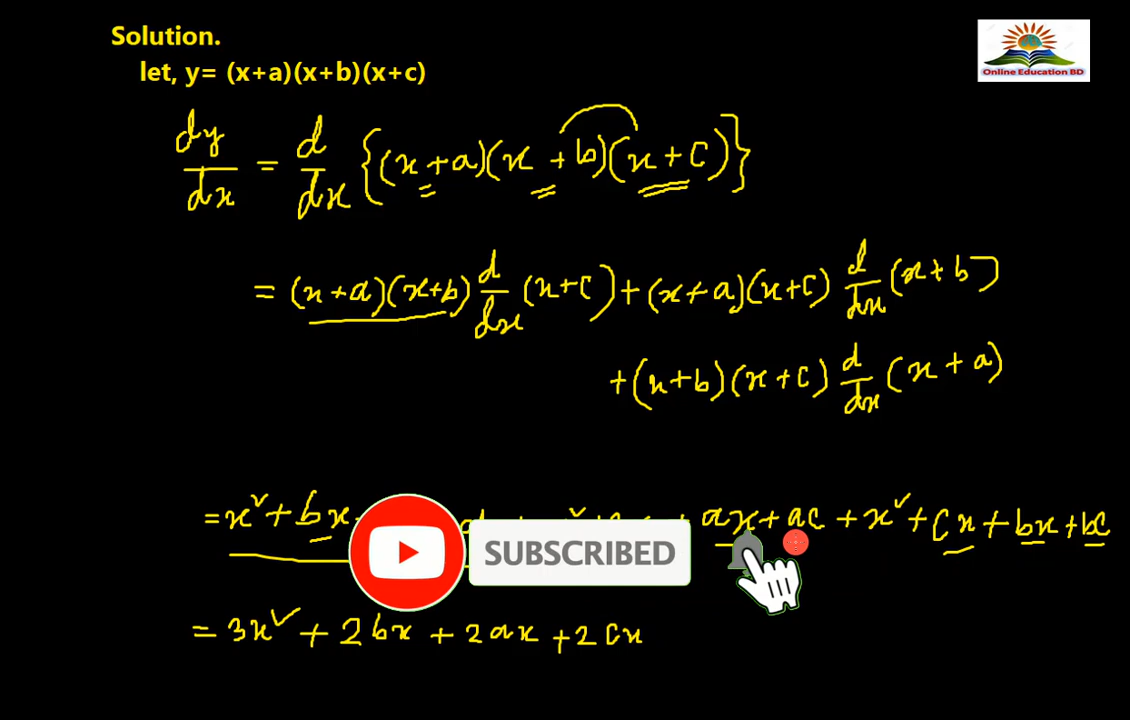 Solution.
let, y= (x+a)(x+b)(x+c)
Online Education BD
dy/dx = d/dx {(x+a)(x+b)(x+c)}
= (x+a)(x+b) d/dx (x+c) + (x+a)(x+c) d/dx (x+b)
+(x+b)(x+c) d/dx (x+a)
= x² + bx ax + ac + x² + cx + bx + bc
SUBSCRIBED
= 3x² + 2bx + 2ax + 2cx